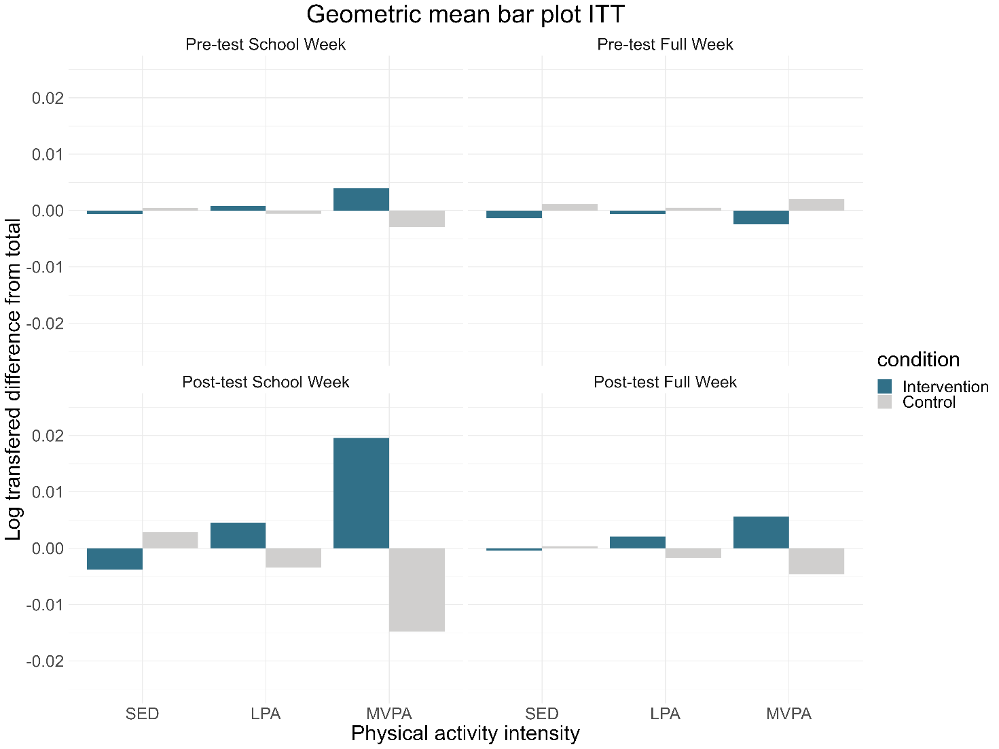 Geometric mean bar plot ITT
Pre-test School Week
Pre-test Full Week
0.02
0.01
0.00
-0.01
-0.02
Post-test School Week
Post-test Full Week
0.02
0.01
0.00
-0.01
-0.02
Log transfered difference from total
SED
LPA
MVPA
SED
LPA
MVPA
Physical activity intensity
condition
Intervention
Control